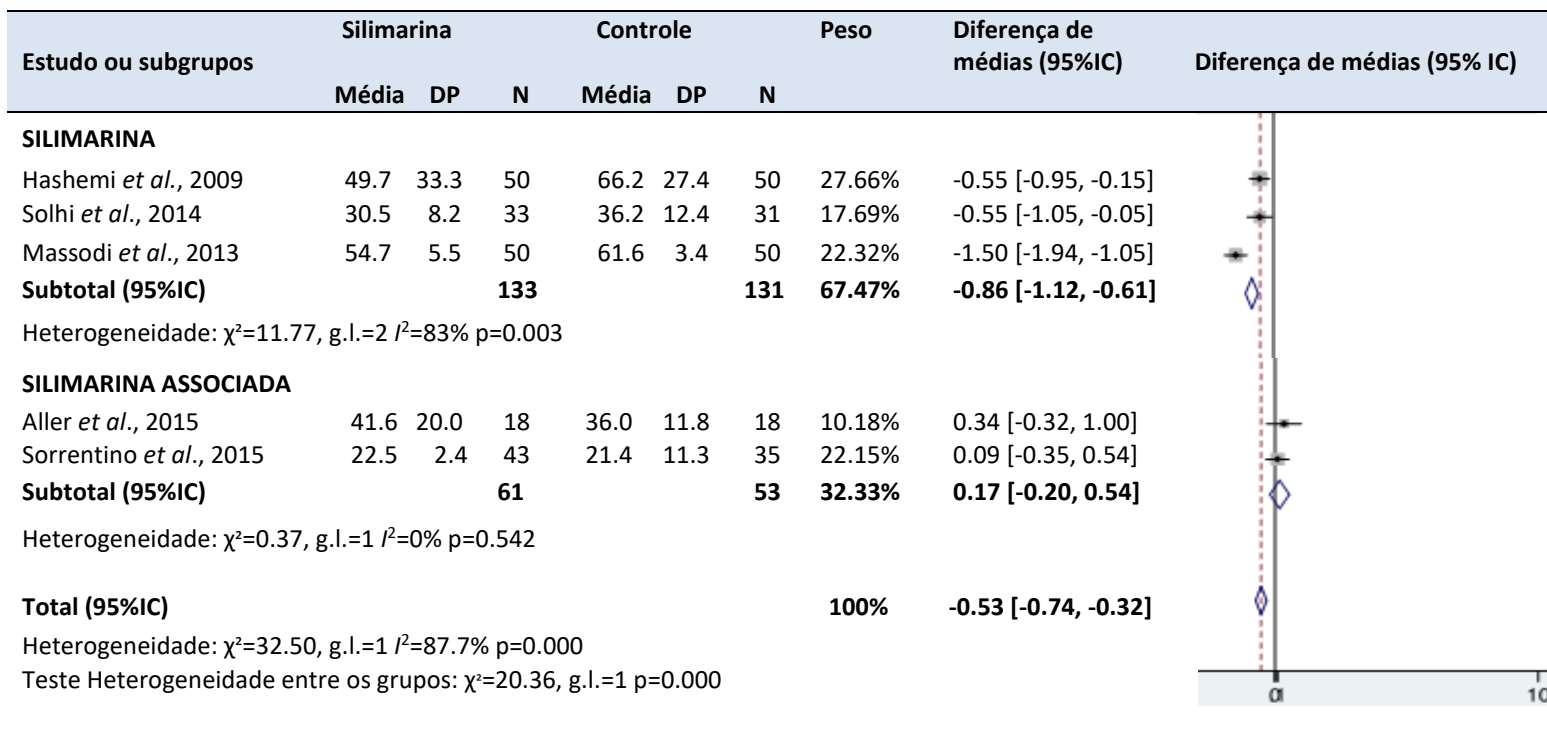 Silimarina Controle Peso Diferença de
Estudo ou subgrupos médias (95%IC) Diferença de médias (95% IC)
Média DP N Média DP N
SILIMARINA
Hashemi et al., 2009 49.7 33.3 50 66.2 27.4 50 27.66% -0.55 [-0.95, -0.15]
Solhi et al., 2014 30.5 8.2 33 36.2 12.4 31 17.69% -0.55 [-1.05, -0.05]
Massodi et al., 2013 54.7 5.5 50 61.6 3.4 50 22.32% -1.50 [-1.94, -1.05]
Subtotal (95%IC) 133 131 67.47% -0.86 [-1.12, -0.61]
Heterogeneidade: χ²=11.77, g.l.=2 I²=83% p=0.003
SILIMARINA ASSOCIADA
Aller et al., 2015 41.6 20.0 18 36.0 11.8 18 10.18% 0.34 [-0.32, 1.00]
Sorrentino et al., 2015 22.5 2.4 43 21.4 11.3 35 22.15% 0.09 [-0.35, 0.54]
Subtotal (95%IC) 61 53 32.33% 0.17 [-0.20, 0.54]
Heterogeneidade: χ²=0.37, g.l.=1 I²=0% p=0.542
Total (95%IC) 100% -0.53 [-0.74, -0.32]
Heterogeneidade: χ²=32.50, g.l.=1 I²=87.7% p=0.000
Teste Heterogeneidade entre os grupos: χ²=20.36, g.l.=1 p=0.000
10